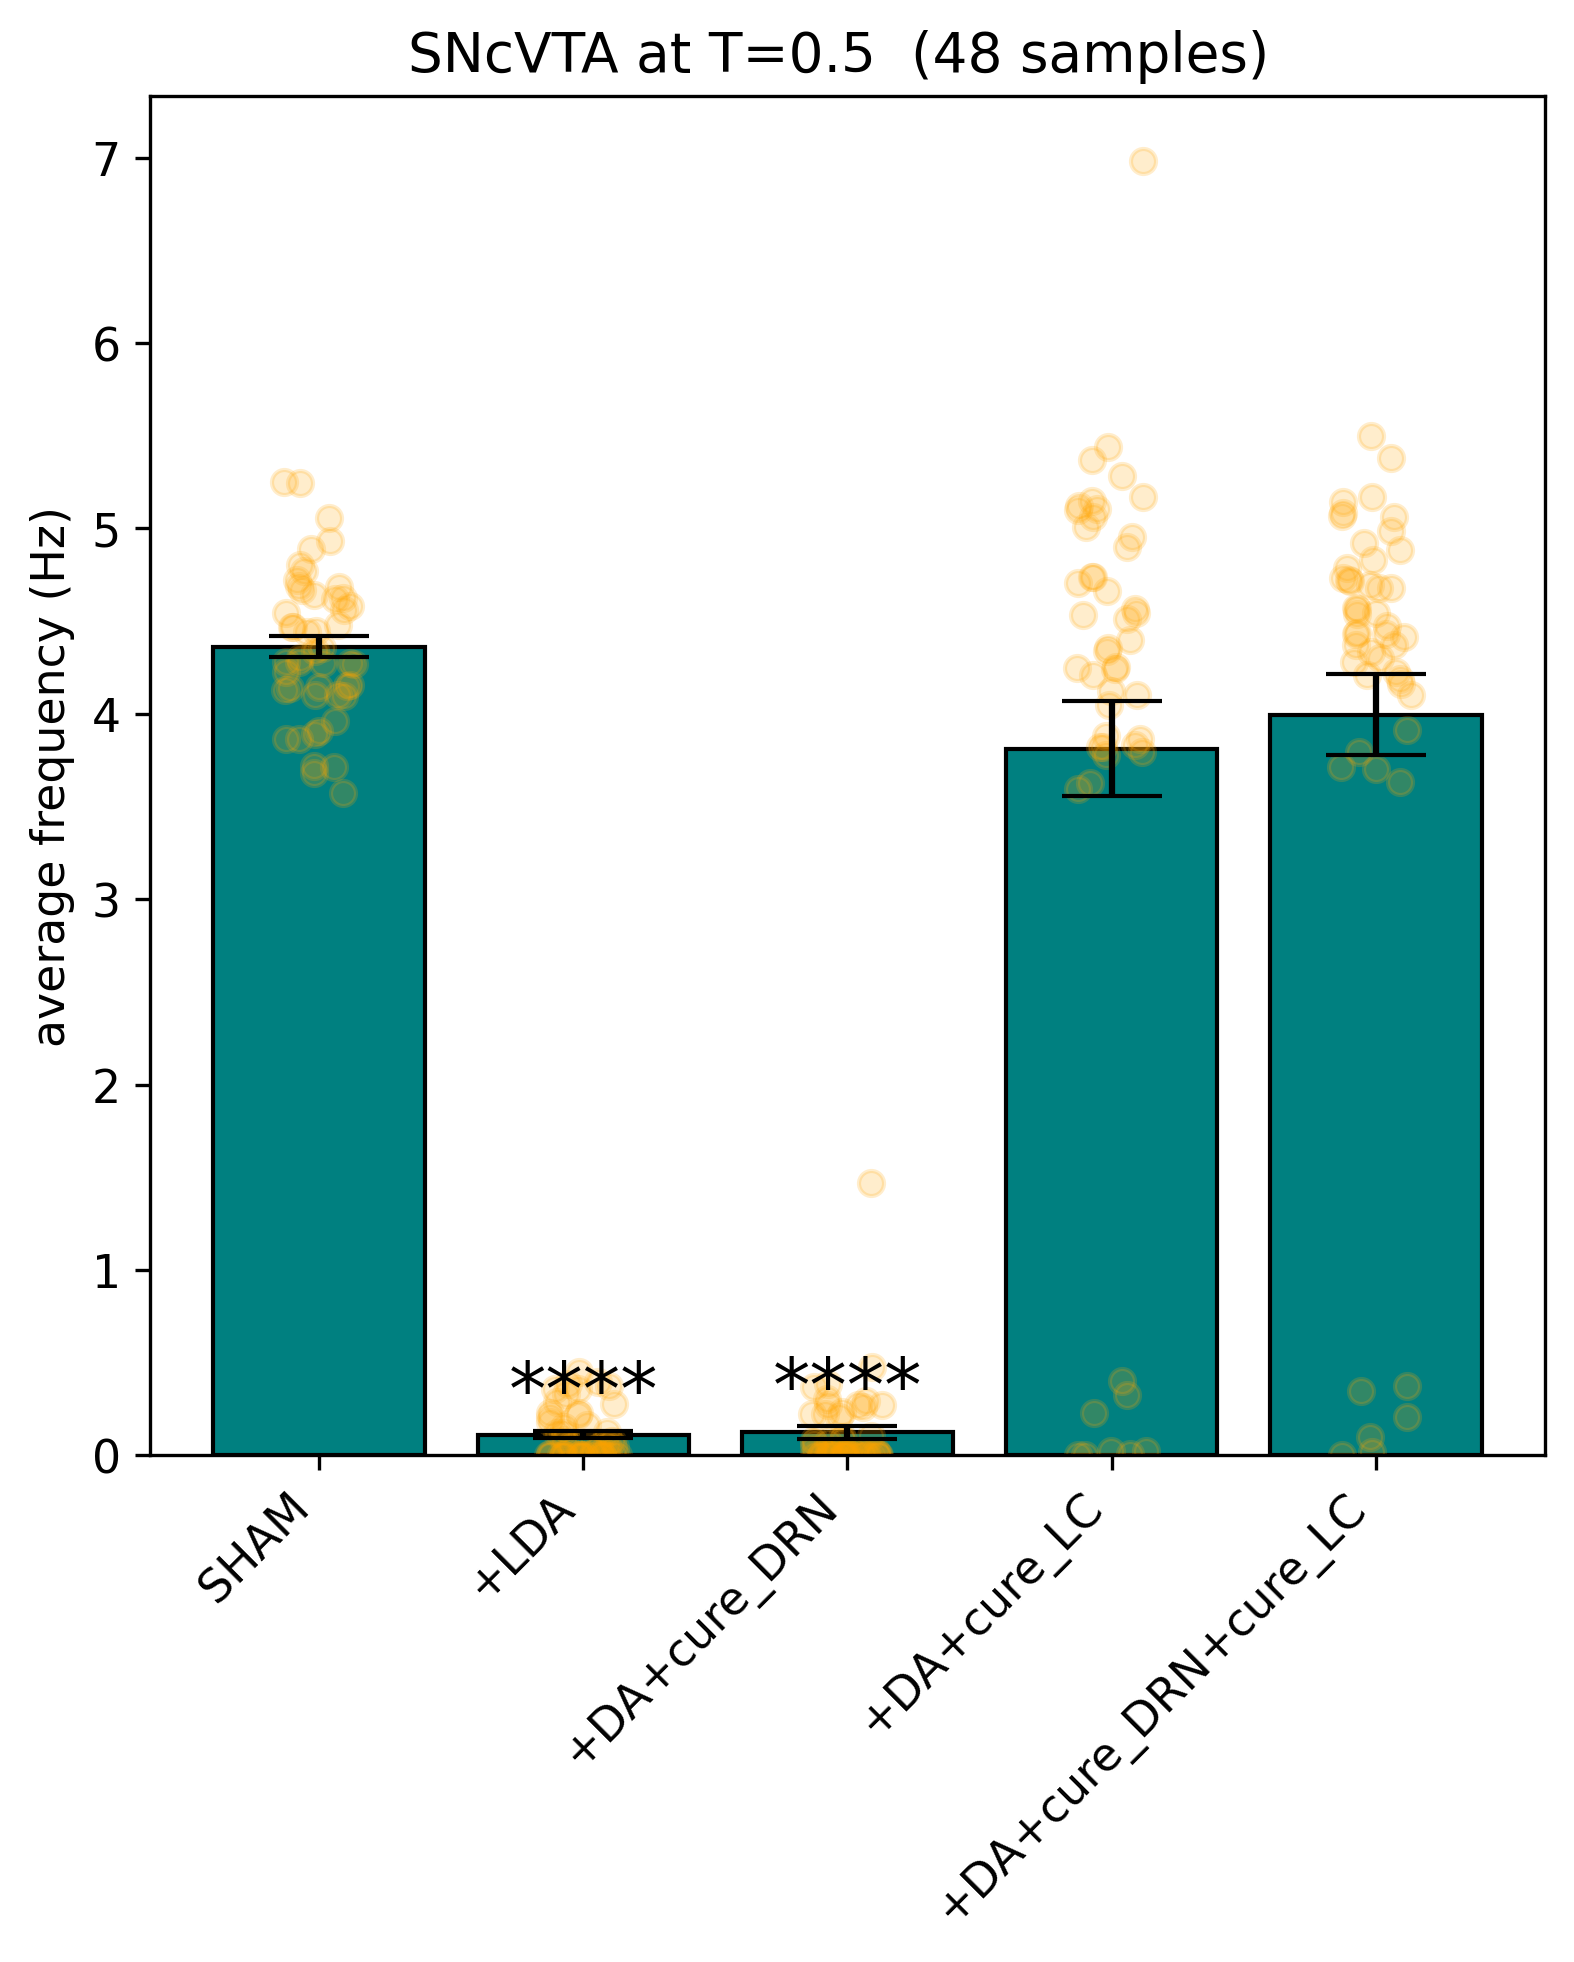 SNcVTA at T=0.5 (48 samples)
average frequency (Hz)
7
6
5
4
3
2
1
0
**** ****
SHAM
+LDA
+DA+cure_DRN
+DA+cure_LC
+DA+cure_DRN+cure_LC